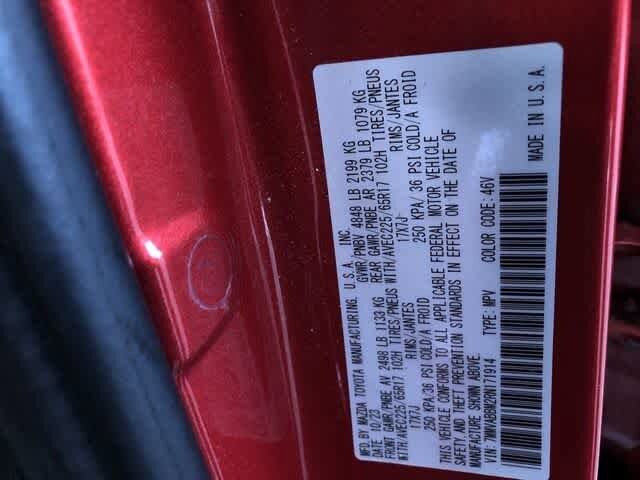 MFD. BY MAZDA TOYOTA MANUFACTURING, U.S.A., INC.
10/23 GVWR/PNBV 4848 LB 2199 KG
FRONT GAWR/PNBE AV 2498 LB 1133 KG REAR GAWR/PNBE AR 2379 LB 1079 KG
WITH/AVEC225/65R17 102H TIRES/PNEUS WITH/AVEC225/65R17 102H TIRES/PNEUS
17X7J RIMS/JANTES 17X7J- RIMS/JANTES
250 KPA/36 PSI COLD/A FROID 250 KPA/ 36 PSI COLD/A FROID
THIS VEHICLE CONFORMS TO ALL APPLICABLE FEDERAL MOTOR VEHICLE
SAFETY, AND THEFT PREVENTION STANDARDS IN EFFECT ON THE DATE OF
MANUFACTURE SHOWN ABOVE.
TYPE: MPV COLOR CODE: 46V
MADE IN U.S.A.